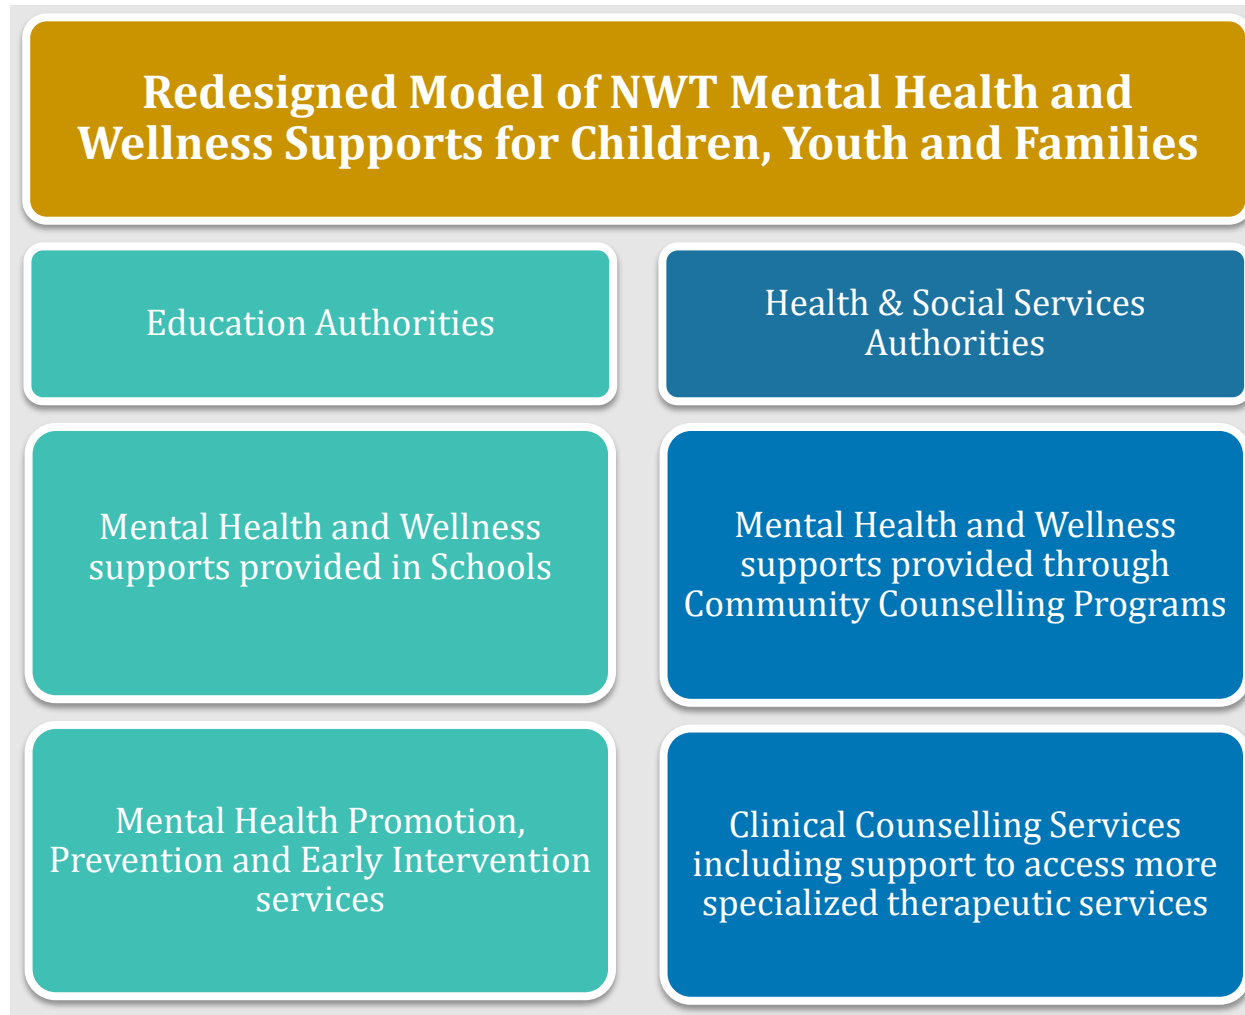 Redesigned Model of NWT Mental Health and
Wellness Supports for Children, Youth and Families
Education Authorities
Health & Social Services
Authorities
Mental Health and Wellness
supports provided in Schools
Mental Health and Wellness
supports provided through
Community Counselling Programs
Mental Health Promotion,
Prevention and Early Intervention
services
Clinical Counselling Services
including support to access more
specialized therapeutic services